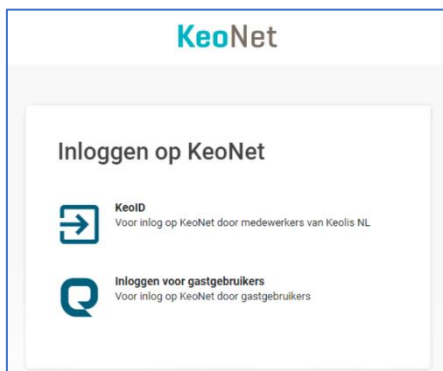 KeoNet
Inloggen op KeoNet
KeoID
Voor inlog op KeoNet door medewerkers van Keolis NL
Inloggen voor gastgebruikers
Voor inlog op KeoNet door gastgebruikers